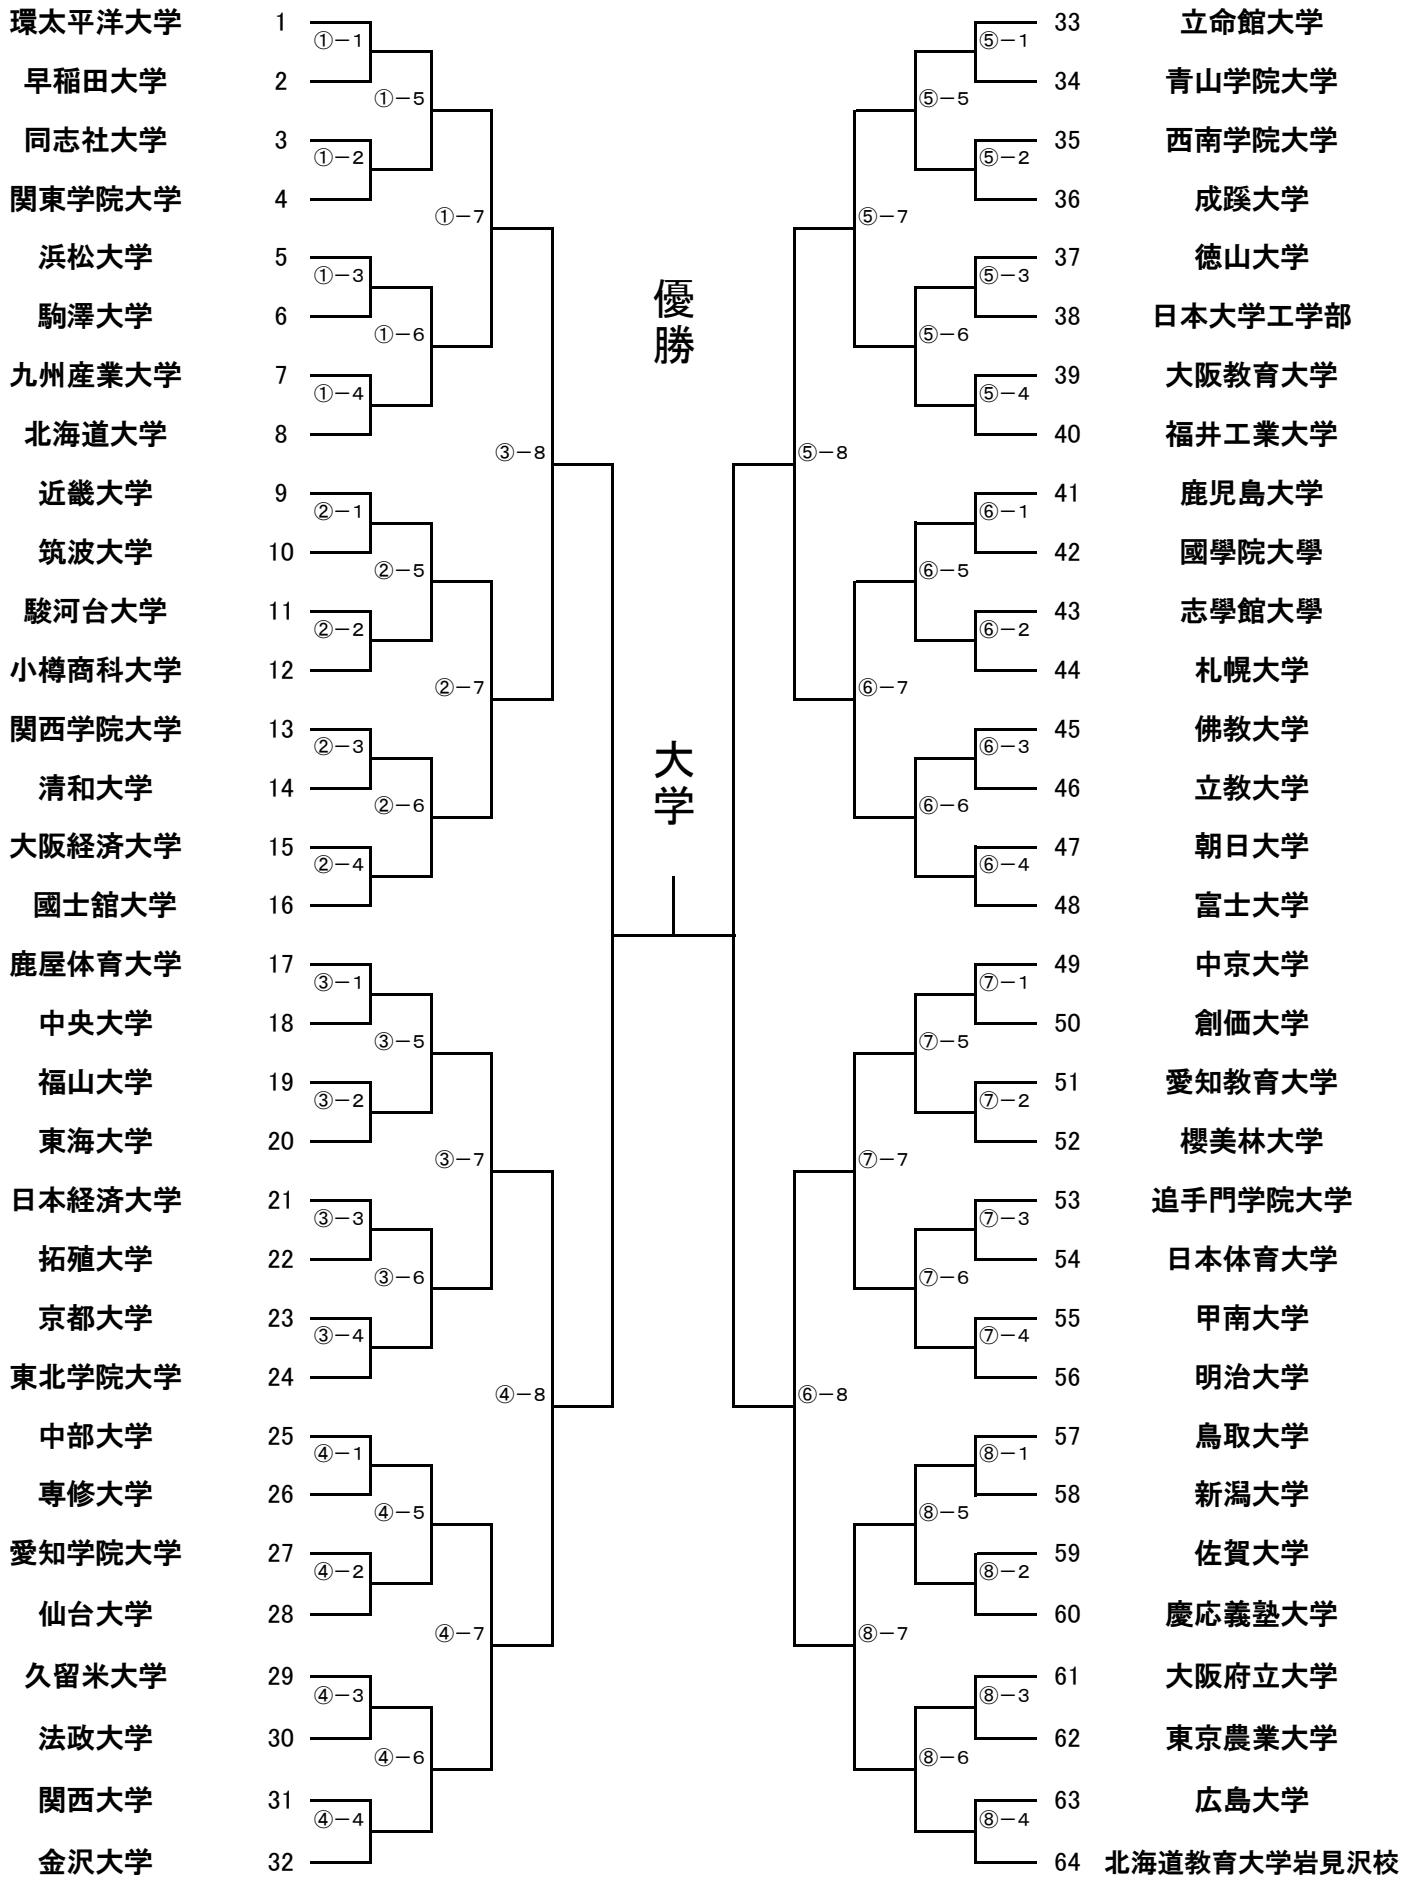 環太平洋大学 1 ①－1 ⑤－1 33 立命館大学
早稲田大学 2 ①－5 ⑤－5 34 青山学院大学
同志社大学 3 ①－2 ⑤－2 35 西南学院大学
関東学院大学 4 ①－7 ⑤－7 36 成蹊大学
浜松大学 5 ①－3 ⑤－3 37 徳山大学
駒澤大学 6 ①－6 優勝 ⑤－6 38 日本大学工学部
九州産業大学 7 ①－4 ⑤－4 39 大阪教育大学
北海道大学 8 ③－8 ⑤－8 40 福井工業大学
近畿大学 9 ②－1 ⑥－1 41 鹿児島大学
筑波大学 10 ②－5 ⑥－5 42 國學院大學
駿河台大学 11 ②－2 ⑥－2 43 志學館大學
小樽商科大学 12 ②－7 ⑥－7 44 札幌大学
関西学院大学 13 ②－3 ⑥－3 45 佛教大学
清和大学 14 ②－6 大学 ⑥－6 46 立教大学
大阪経済大学 15 ②－4 ⑥－4 47 朝日大学
國士舘大学 16 48 富士大学
鹿屋体育大学 17 ③－1 ⑦－1 49 中京大学
中央大学 18 ③－5 ⑦－5 50 創価大学
福山大学 19 ③－2 ⑦－2 51 愛知教育大学
東海大学 20 ③－7 ⑦－7 52 櫻美林大学
日本経済大学 21 ③－3 ⑦－3 53 追手門学院大学
拓殖大学 22 ③－6 ⑦－6 54 日本体育大学
京都大学 23 ③－4 ⑦－4 55 甲南大学
東北学院大学 24 ④－8 ⑥－8 56 明治大学
中部大学 25 ④－1 ⑧－1 57 鳥取大学
専修大学 26 ④－5 ⑧－5 58 新潟大学
愛知学院大学 27 ④－2 ⑧－2 59 佐賀大学
仙台大学 28 ④－7 ⑧－7 60 慶応義塾大学
久留米大学 29 ④－3 ⑧－3 61 大阪府立大学
法政大学 30 ④－6 ⑧－6 62 東京農業大学
関西大学 31 ④－4 ⑧－4 63 広島大学
金沢大学 32 64 北海道教育大学岩見沢校